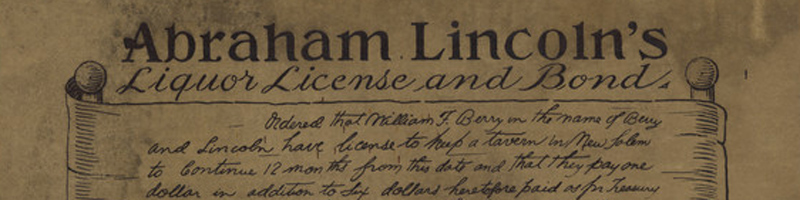 Abraham Lincoln's
Liquor License and Bond.
Ordered that William F. Berry in the name of Berry
and Lincoln have license to keep a tavern in New Salem
to Continue 12 months from this date and that they pay one
dollar in addition to Six dollars heretofore paid as per Treasury